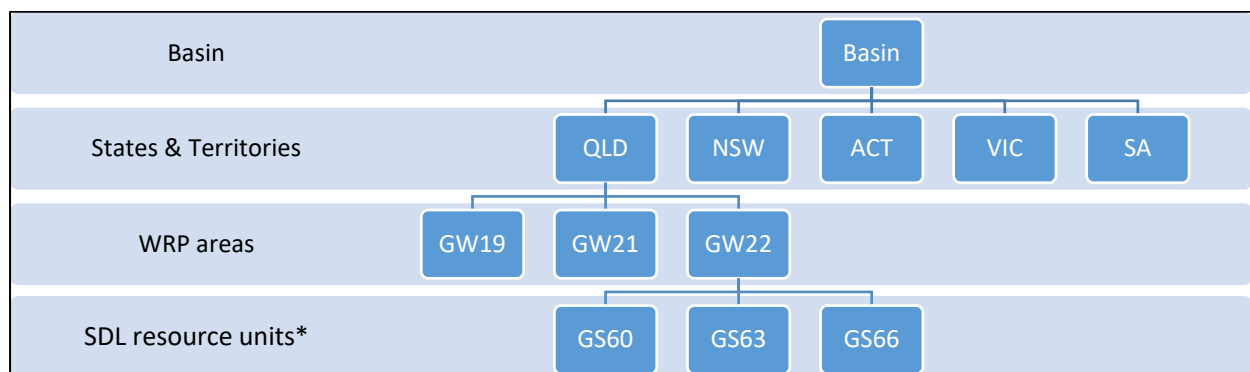 Basin
Basin
States & Territories
QLD
NSW
ACT
VIC
SA
WRP areas
GW19
GW21
GW22
SDL resource units*
GS60
GS63
GS66